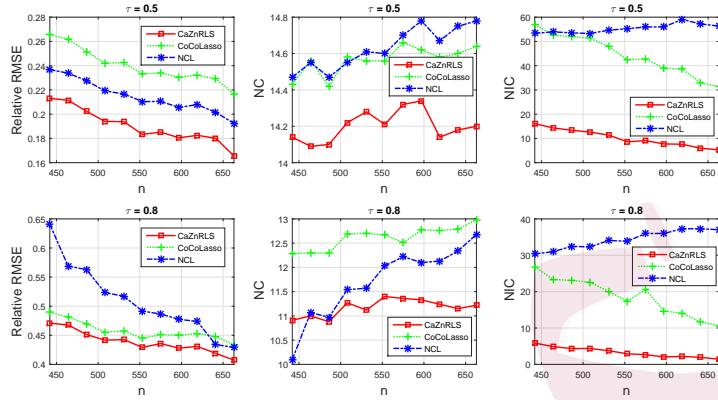 τ = 0.5
τ = 0.5
τ = 0.5
0.28
0.26
0.24
0.22
0.2
0.18
0.16
Relative RMSE
CaZnRLS
CoCoLasso
NCL
450 500 550 600 650
n
14.8
14.6
14.4
14.2
14
NC
CaZnRLS
CoCoLasso
NCL
450 500 550 600 650
n
60
50
40
30
20
10
0
NIC
CaZnRLS
CoCoLasso
NCL
450 500 550 600 650
n
τ = 0.8
τ = 0.8
τ = 0.8
0.65
0.6
0.55
0.5
0.45
0.4
Relative RMSE
CaZnRLS
CoCoLasso
NCL
450 500 550 600 650
n
13
12.5
12
11.5
11
10.5
10
NC
CaZnRLS
CoCoLasso
NCL
450 500 550 600 650
n
40
30
20
10
0
NIC
CaZnRLS
CoCoLasso
NCL
450 500 550 600 650
n